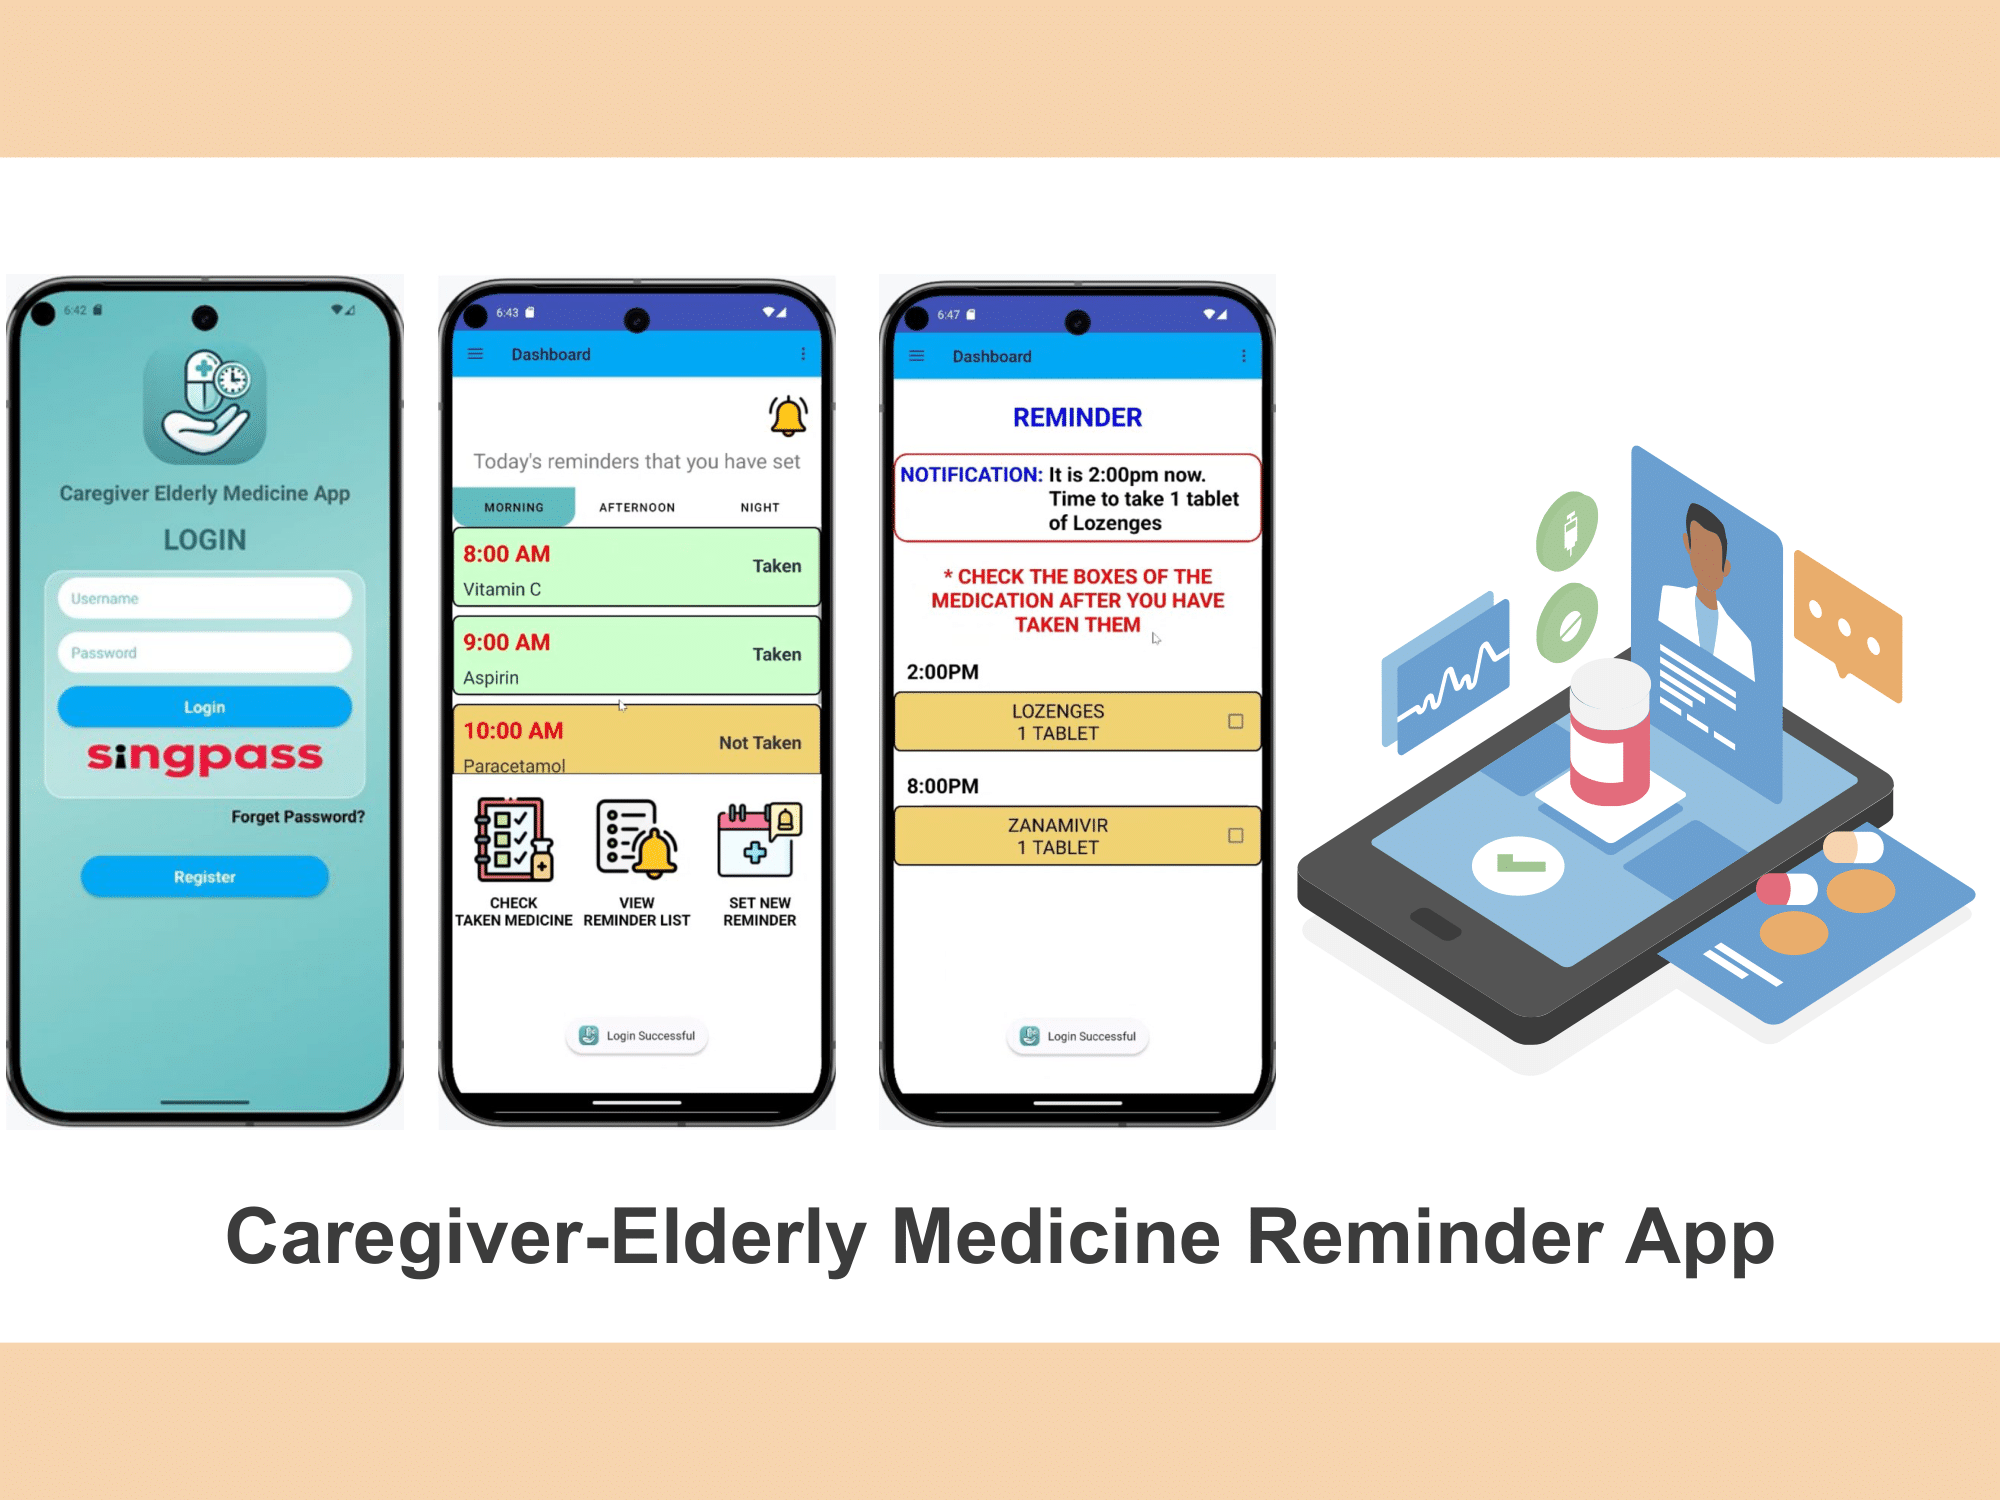 6:42
Caregiver Elderly Medicine App
LOGIN
Username
Password
Login
singpass
Forget Password?
Register
6:43
Dashboard
Today's reminders that you have set
MORNING AFTERNOON NIGHT
8:00 AM
Taken
Vitamin C
9:00 AM
Taken
Aspirin
10:00 AM
Not Taken
Paracetamol
CHECK
TAKEN MEDICINE
VIEW
REMINDER LIST
SET NEW
REMINDER
Login Successful
6:47
Dashboard
REMINDER
NOTIFICATION: It is 2:00pm now.
Time to take 1 tablet
of Lozenges
* CHECK THE BOXES OF THE
MEDICATION AFTER YOU HAVE
TAKEN THEM
2:00PM
LOZENGES
1 TABLET
8:00PM
ZANAMIVIR
1 TABLET
Login Successful
Caregiver-Elderly Medicine Reminder App